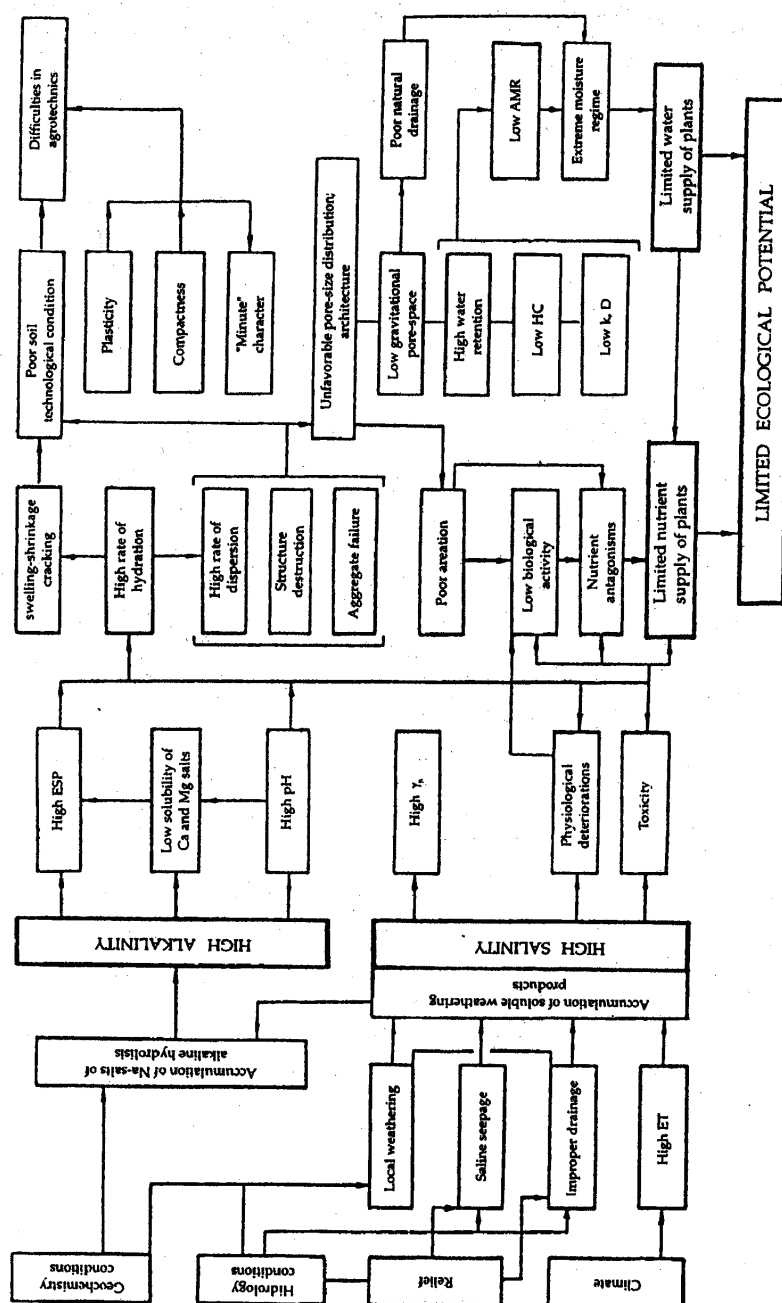 Geochemistry
conditions
Hidrology
conditions
Relief
Climate
Accumulation of Na-salts of
alkaline hydrolisis
Local weathering
Saline seepage
Improper drainage
High ET
Accumulation of soluble weathering
products
HIGH ALKALINITY
HIGH SALINITY
High ESP
Low solubility of
Ca and Mg salts
High pH
High
Physiological
deteriorations
Toxicity
swelling-shrinkage
cracking
High rate of
hydration
High rate of
dispersion
Structure
destruction
Aggregate failure
Poor areation
Low biological
activity
Nutrient
antagonisms
Limited nutrient
supply of plants
Poor soil
technological condition
Plasticity
Compactness
"Minute"
character
Unfavorable pore-size distribution;
architecture
Low gravitational
pore-space
High water
retention
Low HC
Low k, D
Difficulties in
agrotechnics
Poor natural
drainage
Low AMR
Extreme moisture
regime
Limited water
supply of plants
LIMITED ECOLOGICAL POTENTIAL